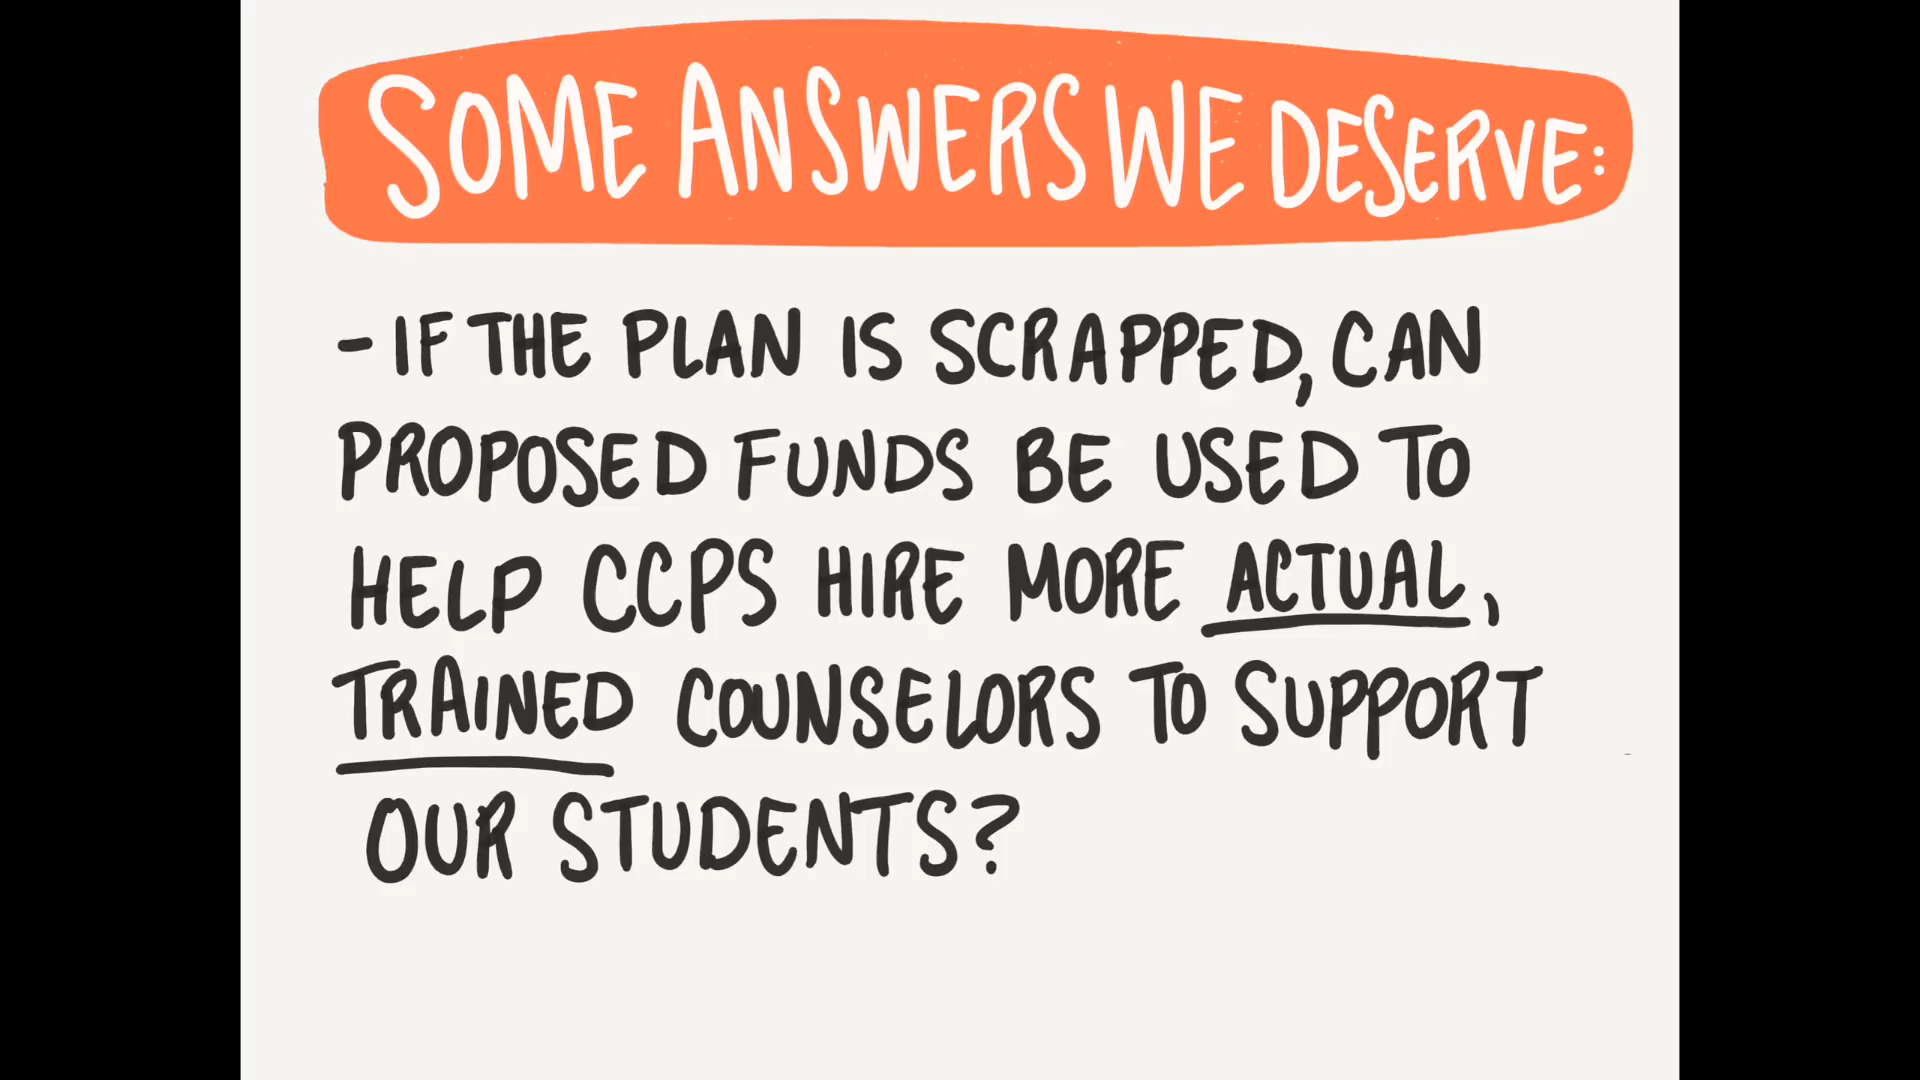 SOME ANSWERS WE DESERVE:
- IF THE PLAN IS SCRAPPED, CAN
PROPOSED FUNDS BE USED TO
HELP CCPS HIRE MORE ACTUAL,
TRAINED COUNSELORS TO SUPPORT
OUR STUDENTS?